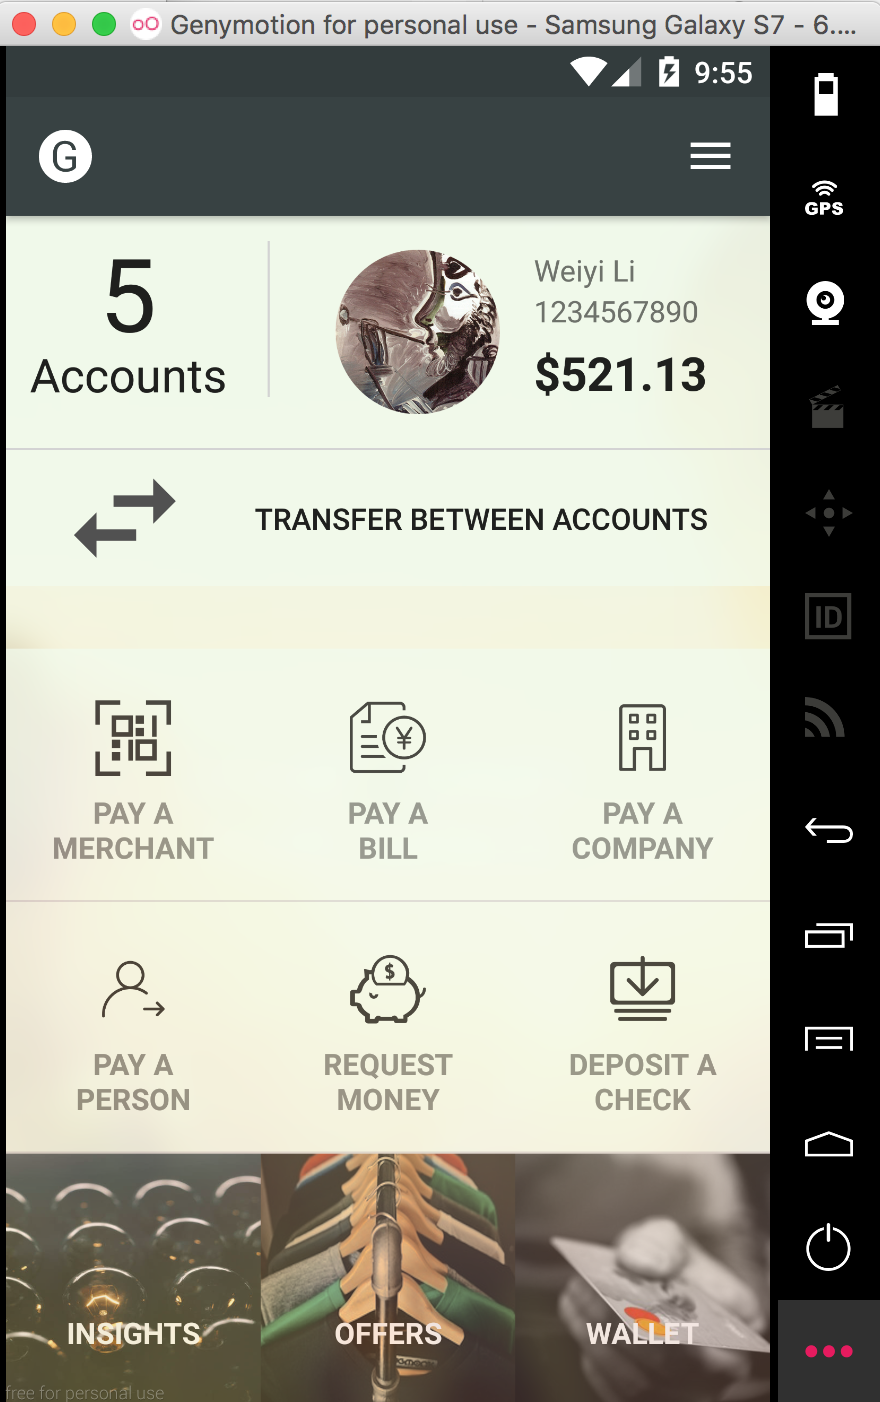 Genymotion for personal use - Samsung Galaxy S7 - 6....
9:55
G
GPS
5
Accounts
Weiyi Li
1234567890
$521.13
TRANSFER BETWEEN ACCOUNTS
ID
¥
PAY A
MERCHANT
PAY A
BILL
PAY A
COMPANY
$
PAY A
PERSON
REQUEST
MONEY
DEPOSIT A
CHECK
INSIGHTS
OFFERS
WALLET
free for personal use